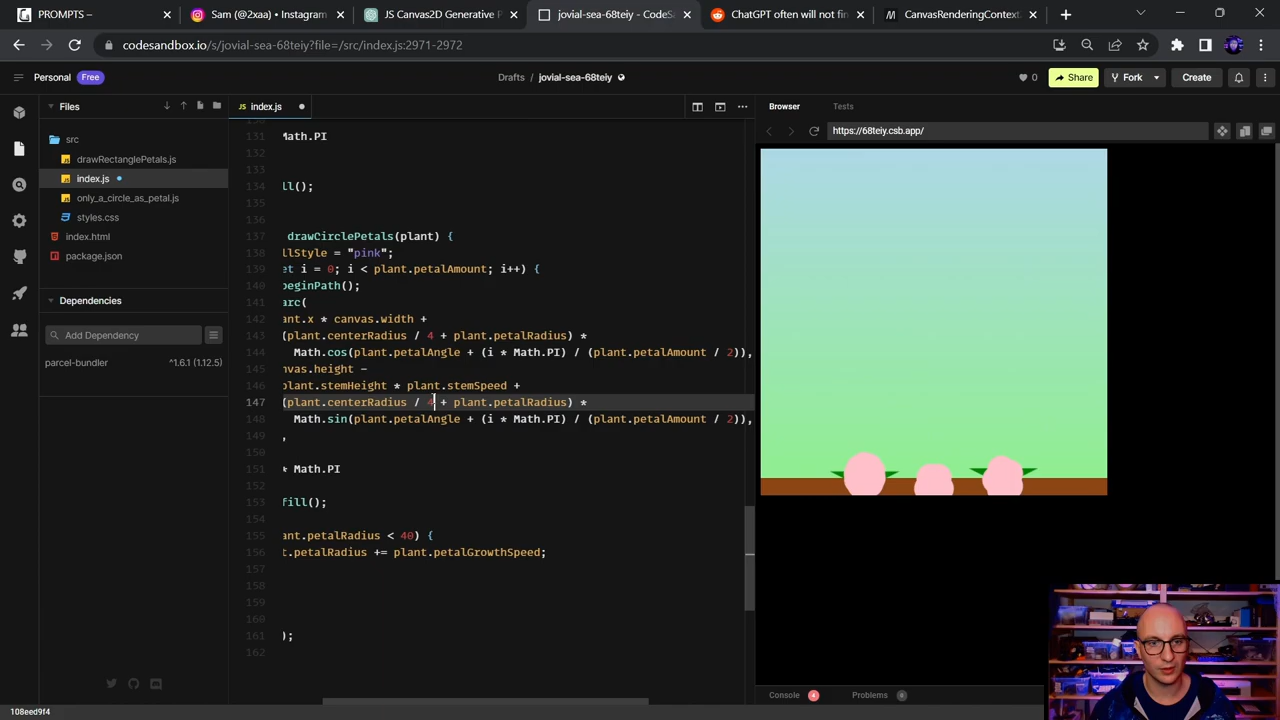 PROMPTS –
Sam (@2xaa) • Instagram
JS Canvas2D Generative P
jovial-sea-68teiy - CodeSa
ChatGPT often will not fin
CanvasRenderingContext
codesandbox.io/s/jovial-sea-68teiy?file=/src/index.js:2971-2972
Personal Free
Drafts / jovial-sea-68teiy
0
Share
Fork
Create
Files
index.js
Browser
Tests
https://68teiy.csb.app/
src
drawRectanglePetals.js
index.js
only_a_circle_as_petal.js
styles.css
index.html
package.json
Dependencies
Add Dependency
parcel-bundler ^1.6.1 (1.12.5)
131 Math.PI
132
133
134 ll();
135
136
137 drawCirclePetals(plant) {
138 llStyle = "pink";
139 et i = 0; i < plant.petalAmount; i++) {
140 beginPath();
141 arc(
142 ant.x * canvas.width +
143 (plant.centerRadius / 4 + plant.petalRadius) *
144 Math.cos(plant.petalAngle + (i * Math.PI) / (plant.petalAmount / 2)),
145 nvas.height -
146 plant.stemHeight * plant.stemSpeed +
147 (plant.centerRadius / 4 + plant.petalRadius) *
148 Math.sin(plant.petalAngle + (i * Math.PI) / (plant.petalAmount / 2)),
149 ,
150
151 * Math.PI
152
153 fill();
154
155 ant.petalRadius < 40) {
156 t.petalRadius += plant.petalGrowthSpeed;
157
158
159
160
161 );
162
Console 4
Problems 0
108eed9f4